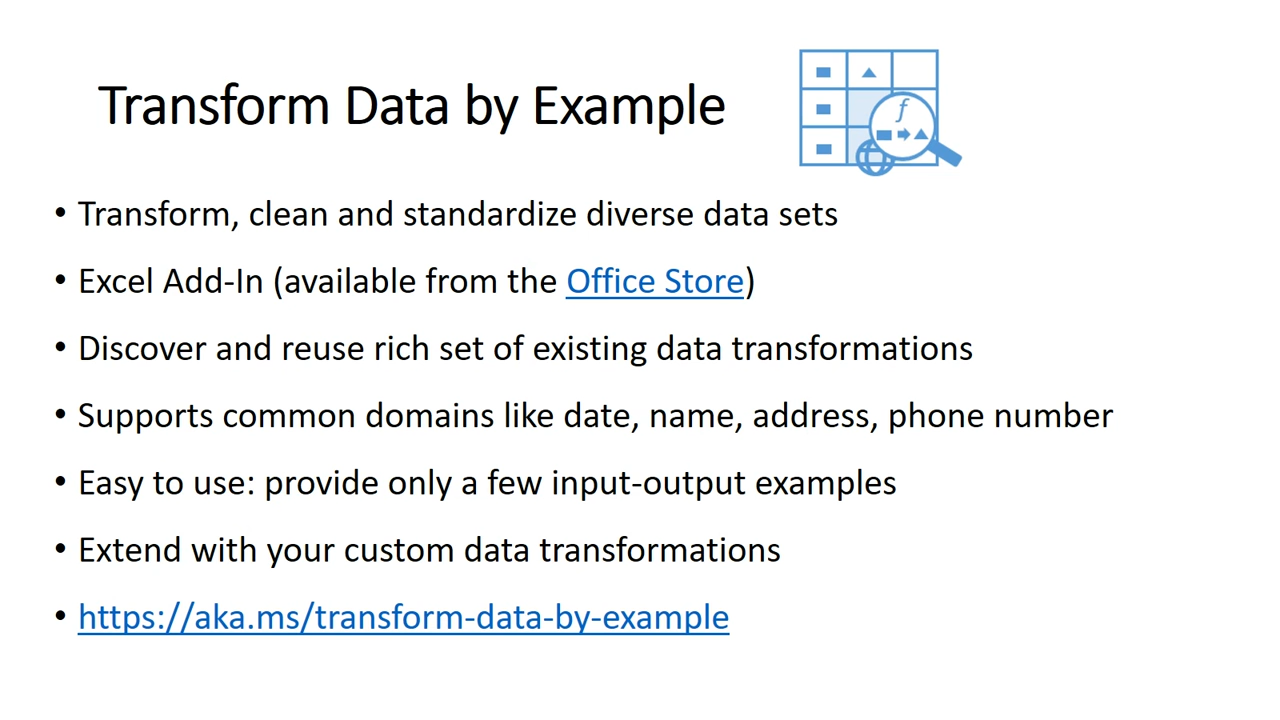 Transform Data by Example
f
• Transform, clean and standardize diverse data sets
• Excel Add-In (available from the Office Store)
• Discover and reuse rich set of existing data transformations
• Supports common domains like date, name, address, phone number
• Easy to use: provide only a few input-output examples
• Extend with your custom data transformations
• https://aka.ms/transform-data-by-example